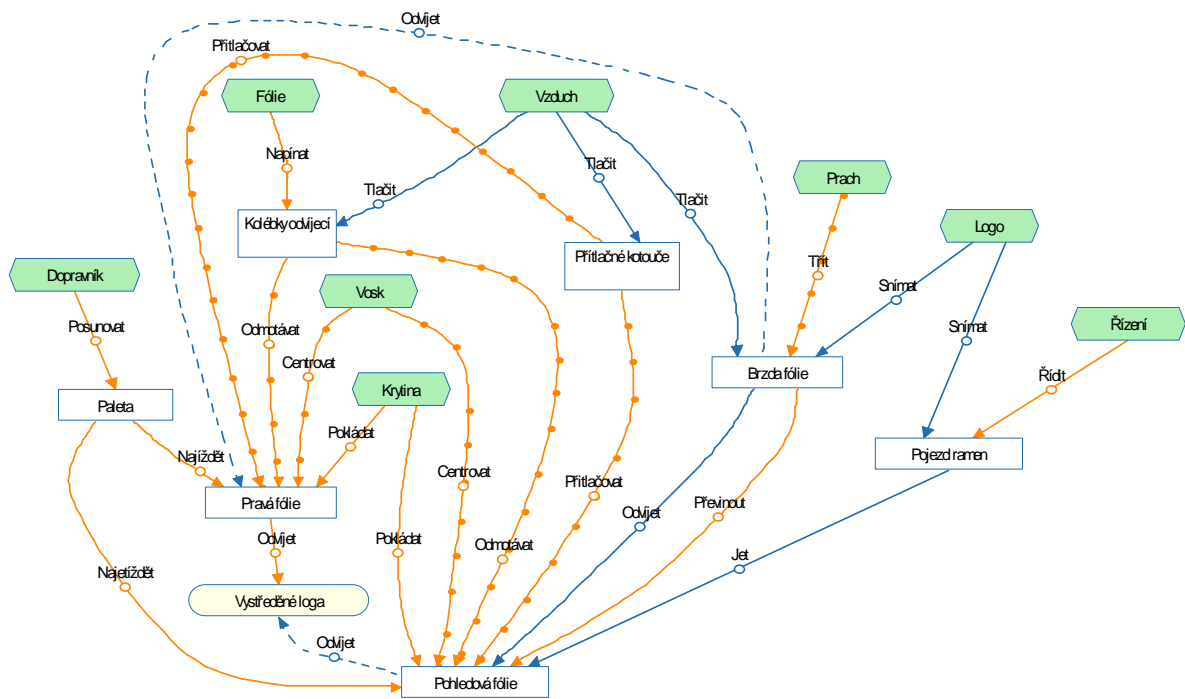 Odvíjet
Přitlačovat
Fólie
Vzduch
Napínat
Tlačit
Prach
Tlačit
Tlačit
Kolébky odvíjecí
Logo
Přítlačné kotouče
Dopravník
Třít
Vosk
Snímat
Posunovat
Odmotávat
Snímat
Řízení
Centrovat
Brzda fólie
Řídit
Krytina
Paleta
Pokládat
Najíždět
Pojezd ramen
Centrovat
Pravá fólie
Přitlačovat
Převinout
Odvíjet
Odvíjet
Pokládat
Odmotávat
Jet
Najetíždět
Vystředěné loga
Odvíjet
Pohledová fólie